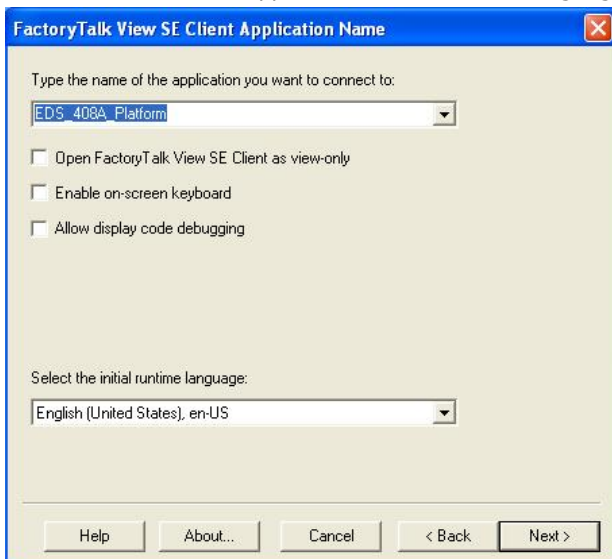 FactoryTalk View SE Client Application Name
Type the name of the application you want to connect to:
EDS_408A_Platform
Open FactoryTalk View SE Client as view-only
Enable on-screen keyboard
Allow display code debugging
Select the initial runtime language:
English (United States), en-US
Help About... Cancel < Back Next >